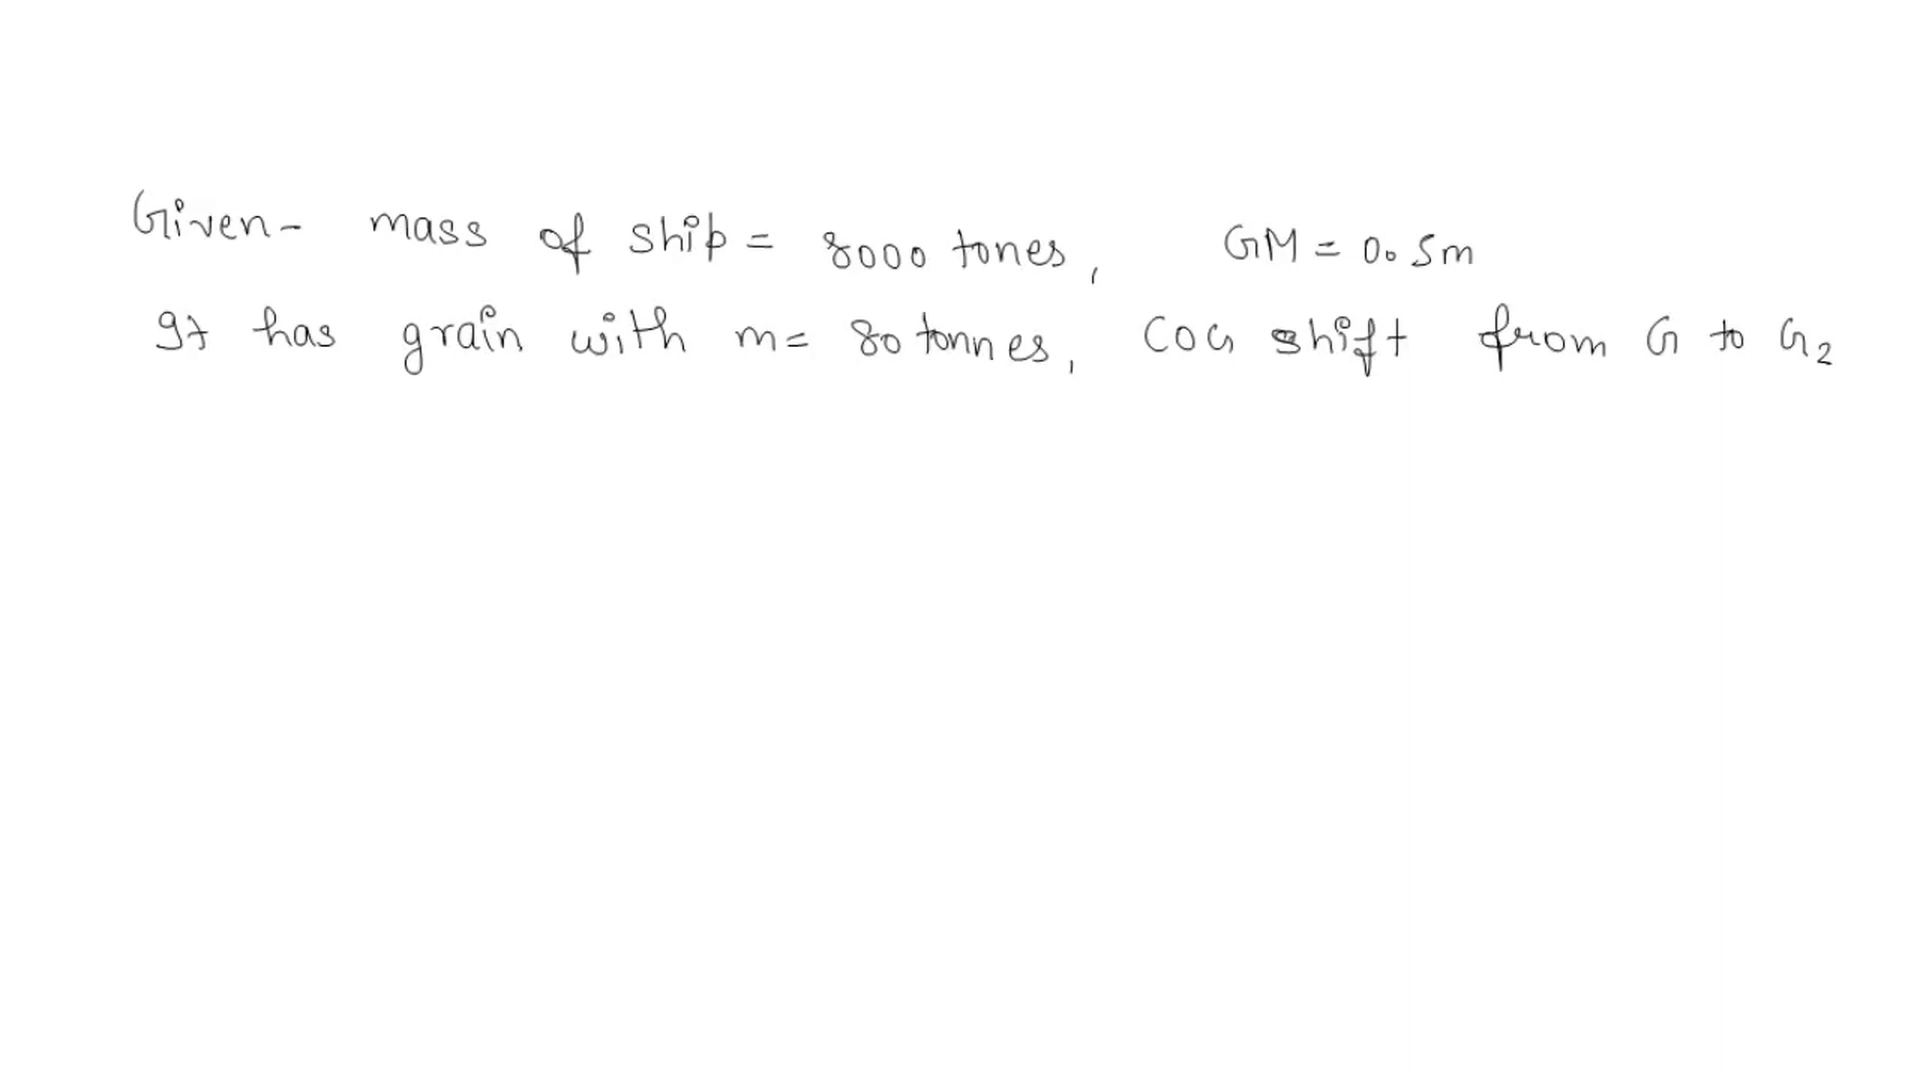 Given- mass of ship = 8000 tones, GM = 0.5m
It has grain with m= 80 tonnes, COG shift from G to G2